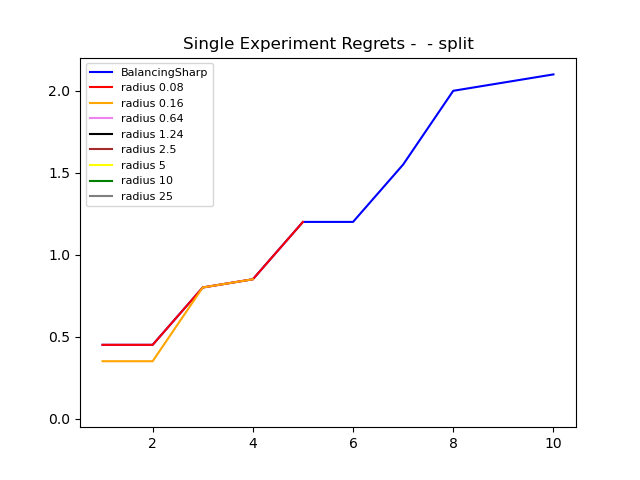 Single Experiment Regrets -  - split
BalancingSharp
radius 0.08
radius 0.16
radius 0.64
radius 1.24
radius 2.5
radius 5
radius 10
radius 25
2.0
1.5
1.0
0.5
0.0
2 4 6 8 10